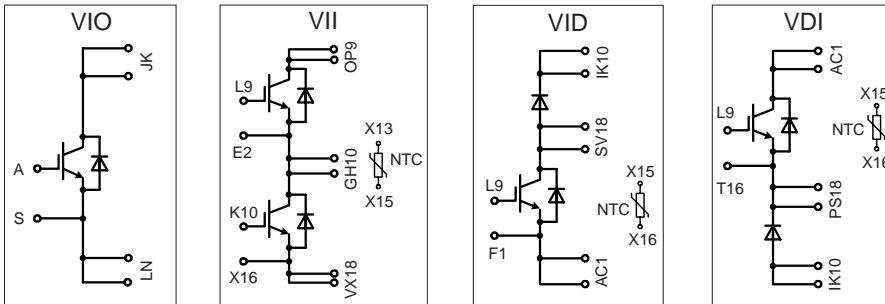 VIO
JK
A
S
LN
VII
OP9
L9
E2
X13
NTC
GH10
X15
K10
X16
VX18
VID
IK10
SV18
L9
X15
NTC
X16
F1
AC1
VDI
AC1
X15
L9
NTC
X16
T16
PS18
IK10